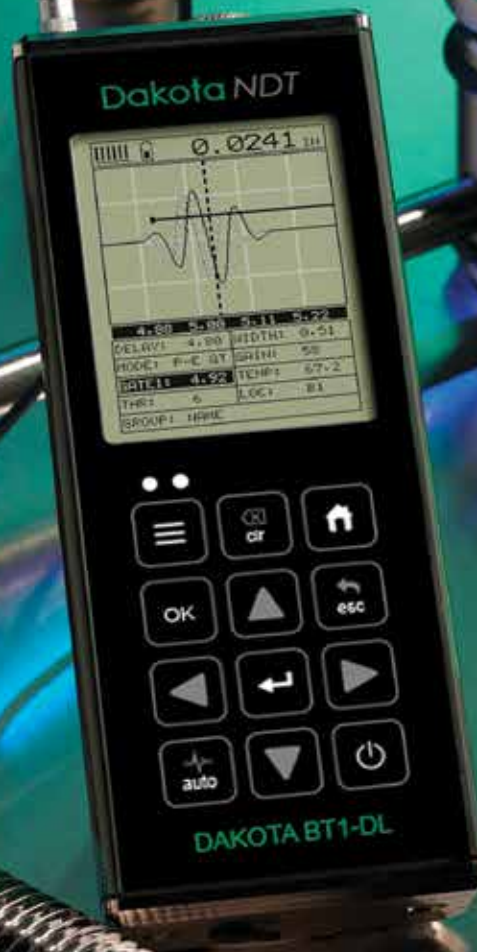 Dakota NDT
0.0241 IN
4.80 5.00 5.11 5.22
DELAY: 4.80 WIDTH: 0.51
MODE: P-E GT GAIN: 50
GATE1: 4.92 TEMP: 67.2
THR: 6 LOC: B1
GROUP: NAME
clr
OK
esc
auto
DAKOTA BT1-DL